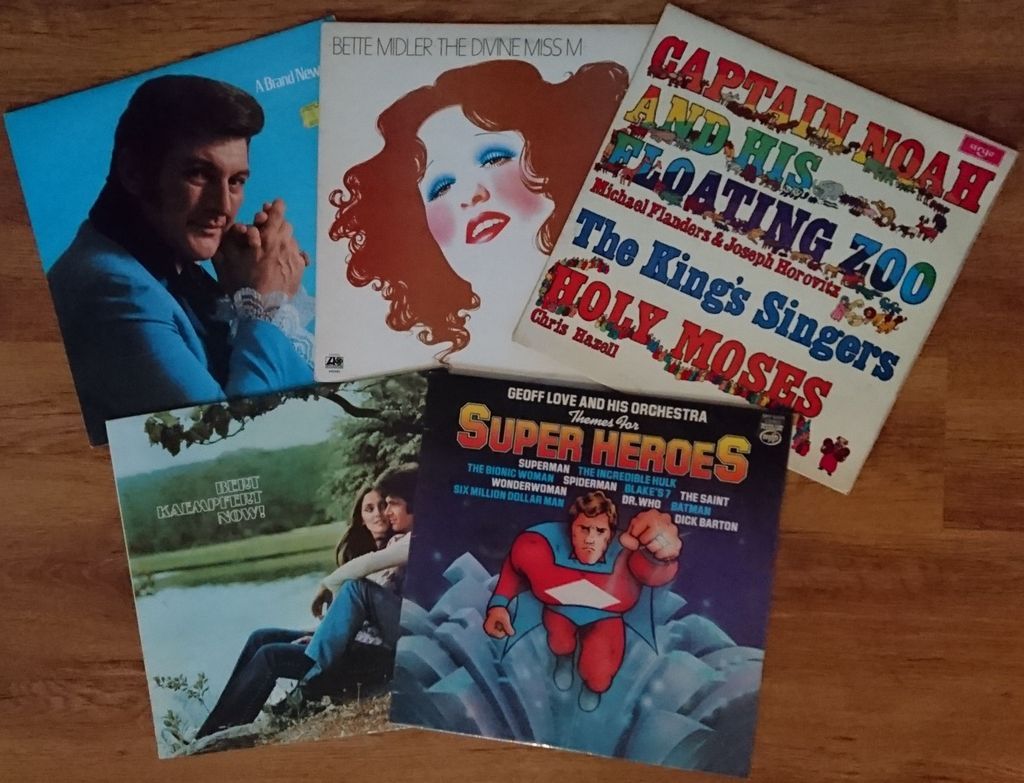 A Brand New
BETTE MIDLER THE DIVINE MISS M
CAPTAIN NOAH
AND HIS
FLOATING ZOO
Michael Flanders & Joseph Horovitz
The King's Singers
HOLY MOSES
Chris Hazell
argo
BERT
KAEMPFERT
NOW!
GEOFF LOVE AND HIS ORCHESTRA
Themes For
SUPER HEROES
SUPERMAN THE INCREDIBLE HULK
THE BIONIC WOMAN SPIDERMAN BLAKE'S 7 THE SAINT
WONDERWOMAN DR. WHO BATMAN
SIX MILLION DOLLAR MAN DICK BARTON